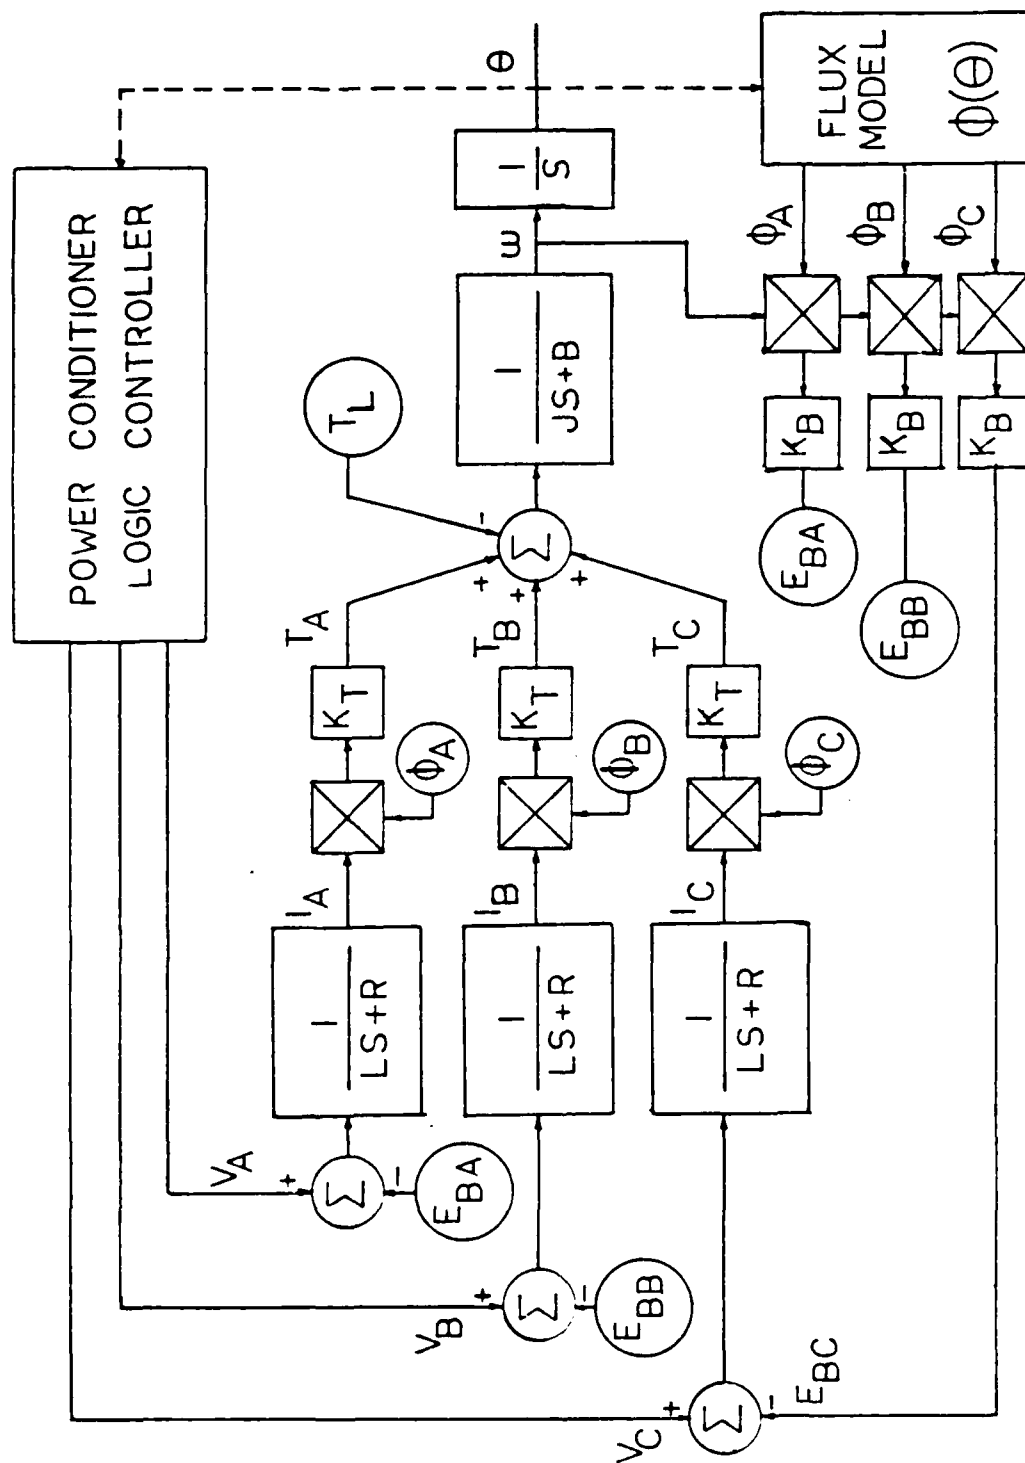 POWER CONDITIONER
LOGIC CONTROLLER
V_A
+
Σ
-
E_BA
1
LS+R
I_A
ϕ_A
K_T
T_A
T_L
-
+
V_B
+
Σ
-
E_BB
1
LS+R
I_B
ϕ_B
K_T
T_B
+
Σ
1
JS+B
ω
1
S
θ
V_C
+
Σ
-
E_BC
1
LS+R
I_C
ϕ_C
K_T
T_C
+
E_BA
K_B
ϕ_A
E_BB
K_B
ϕ_B
K_B
ϕ_C
FLUX
MODEL
ϕ(θ)